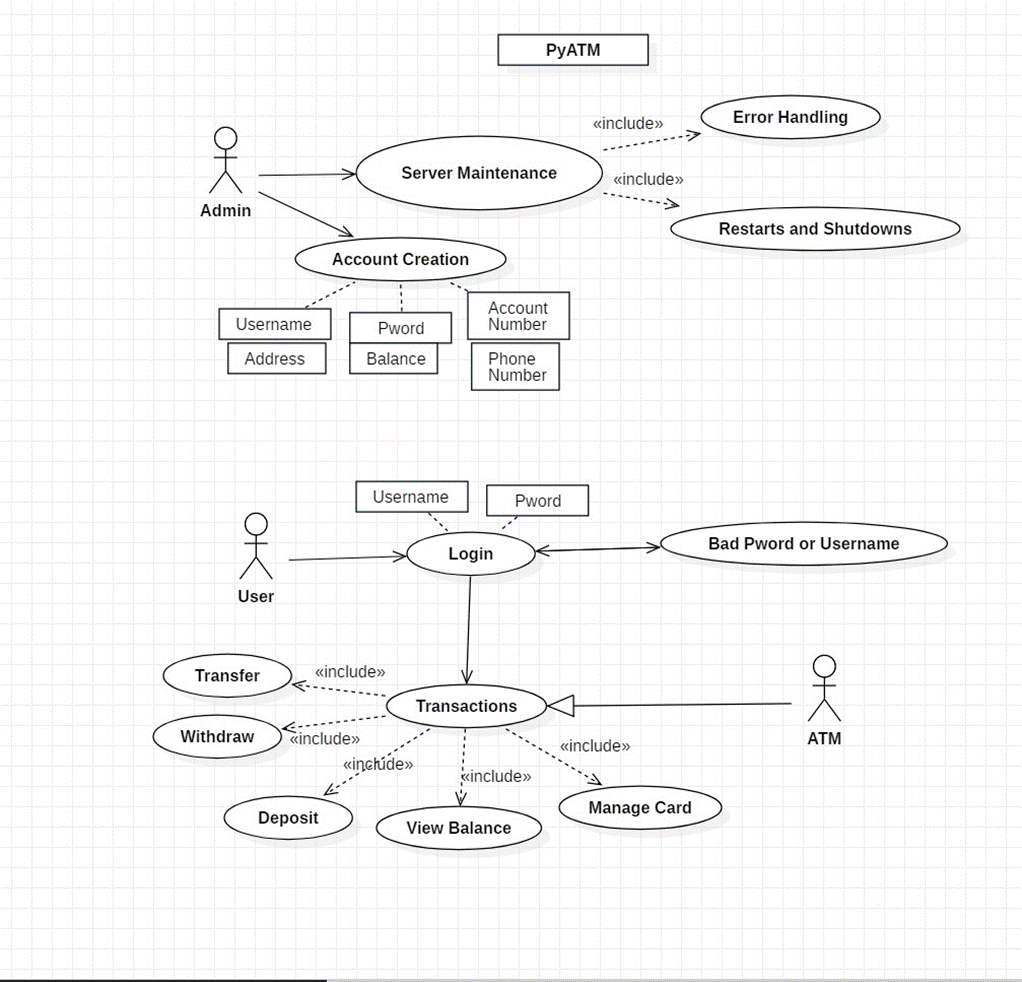 PyATM
«include»
Error Handling
Server Maintenance
«include»
Admin
Restarts and Shutdowns
Account Creation
Username
Pword
Account
Number
Address
Balance
Phone
Number
Username
Pword
Login
Bad Pword or Username
User
Transfer
«include»
Transactions
Withdraw
«include»
ATM
«include»
«include»
«include»
Deposit
View Balance
Manage Card